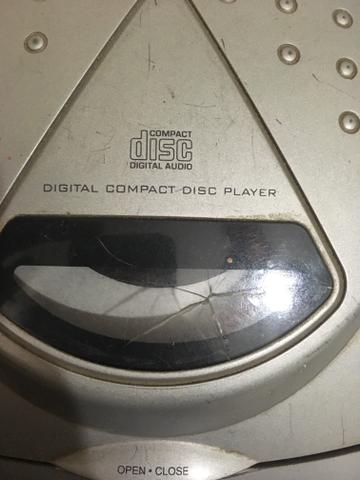 COMPACT
disc
DIGITAL AUDIO
DIGITAL COMPACT DISC PLAYER
OPEN • CLOSE